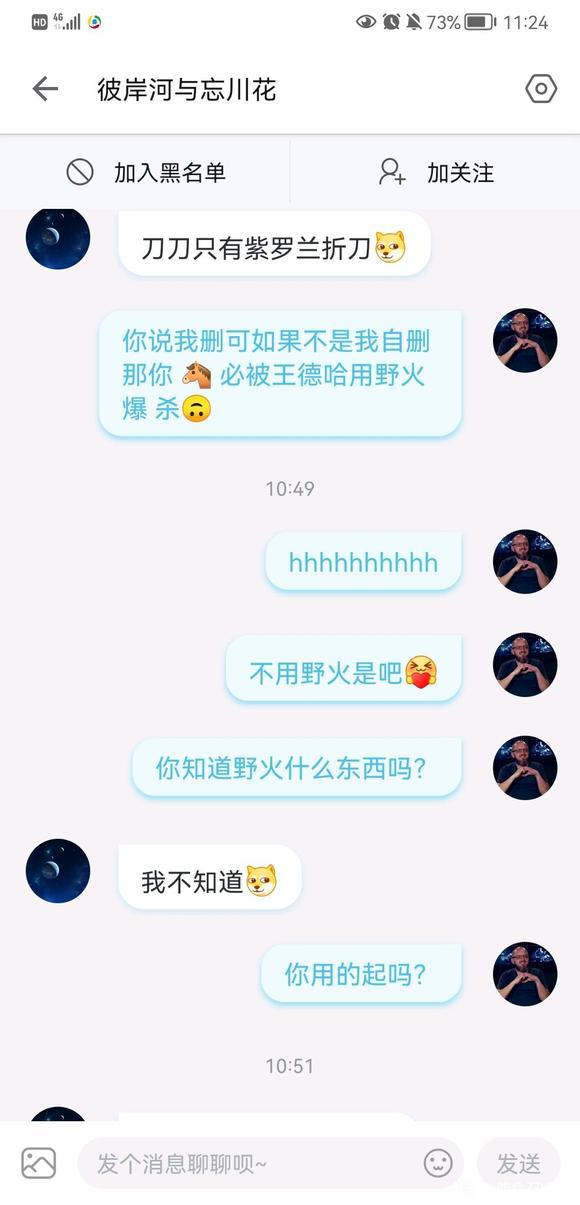 HD 4G 73% 11:24
彼岸河与忘川花
加入黑名单 加关注
刀刀只有紫罗兰折刀
你说我删可如果不是我自删
那你 必被王德哈用野火
爆 杀
10:49
hhhhhhhhhh
不用野火是吧
你知道野火什么东西吗?
我不知道
你用的起吗?
10:51
发个消息聊聊呗~ 发送